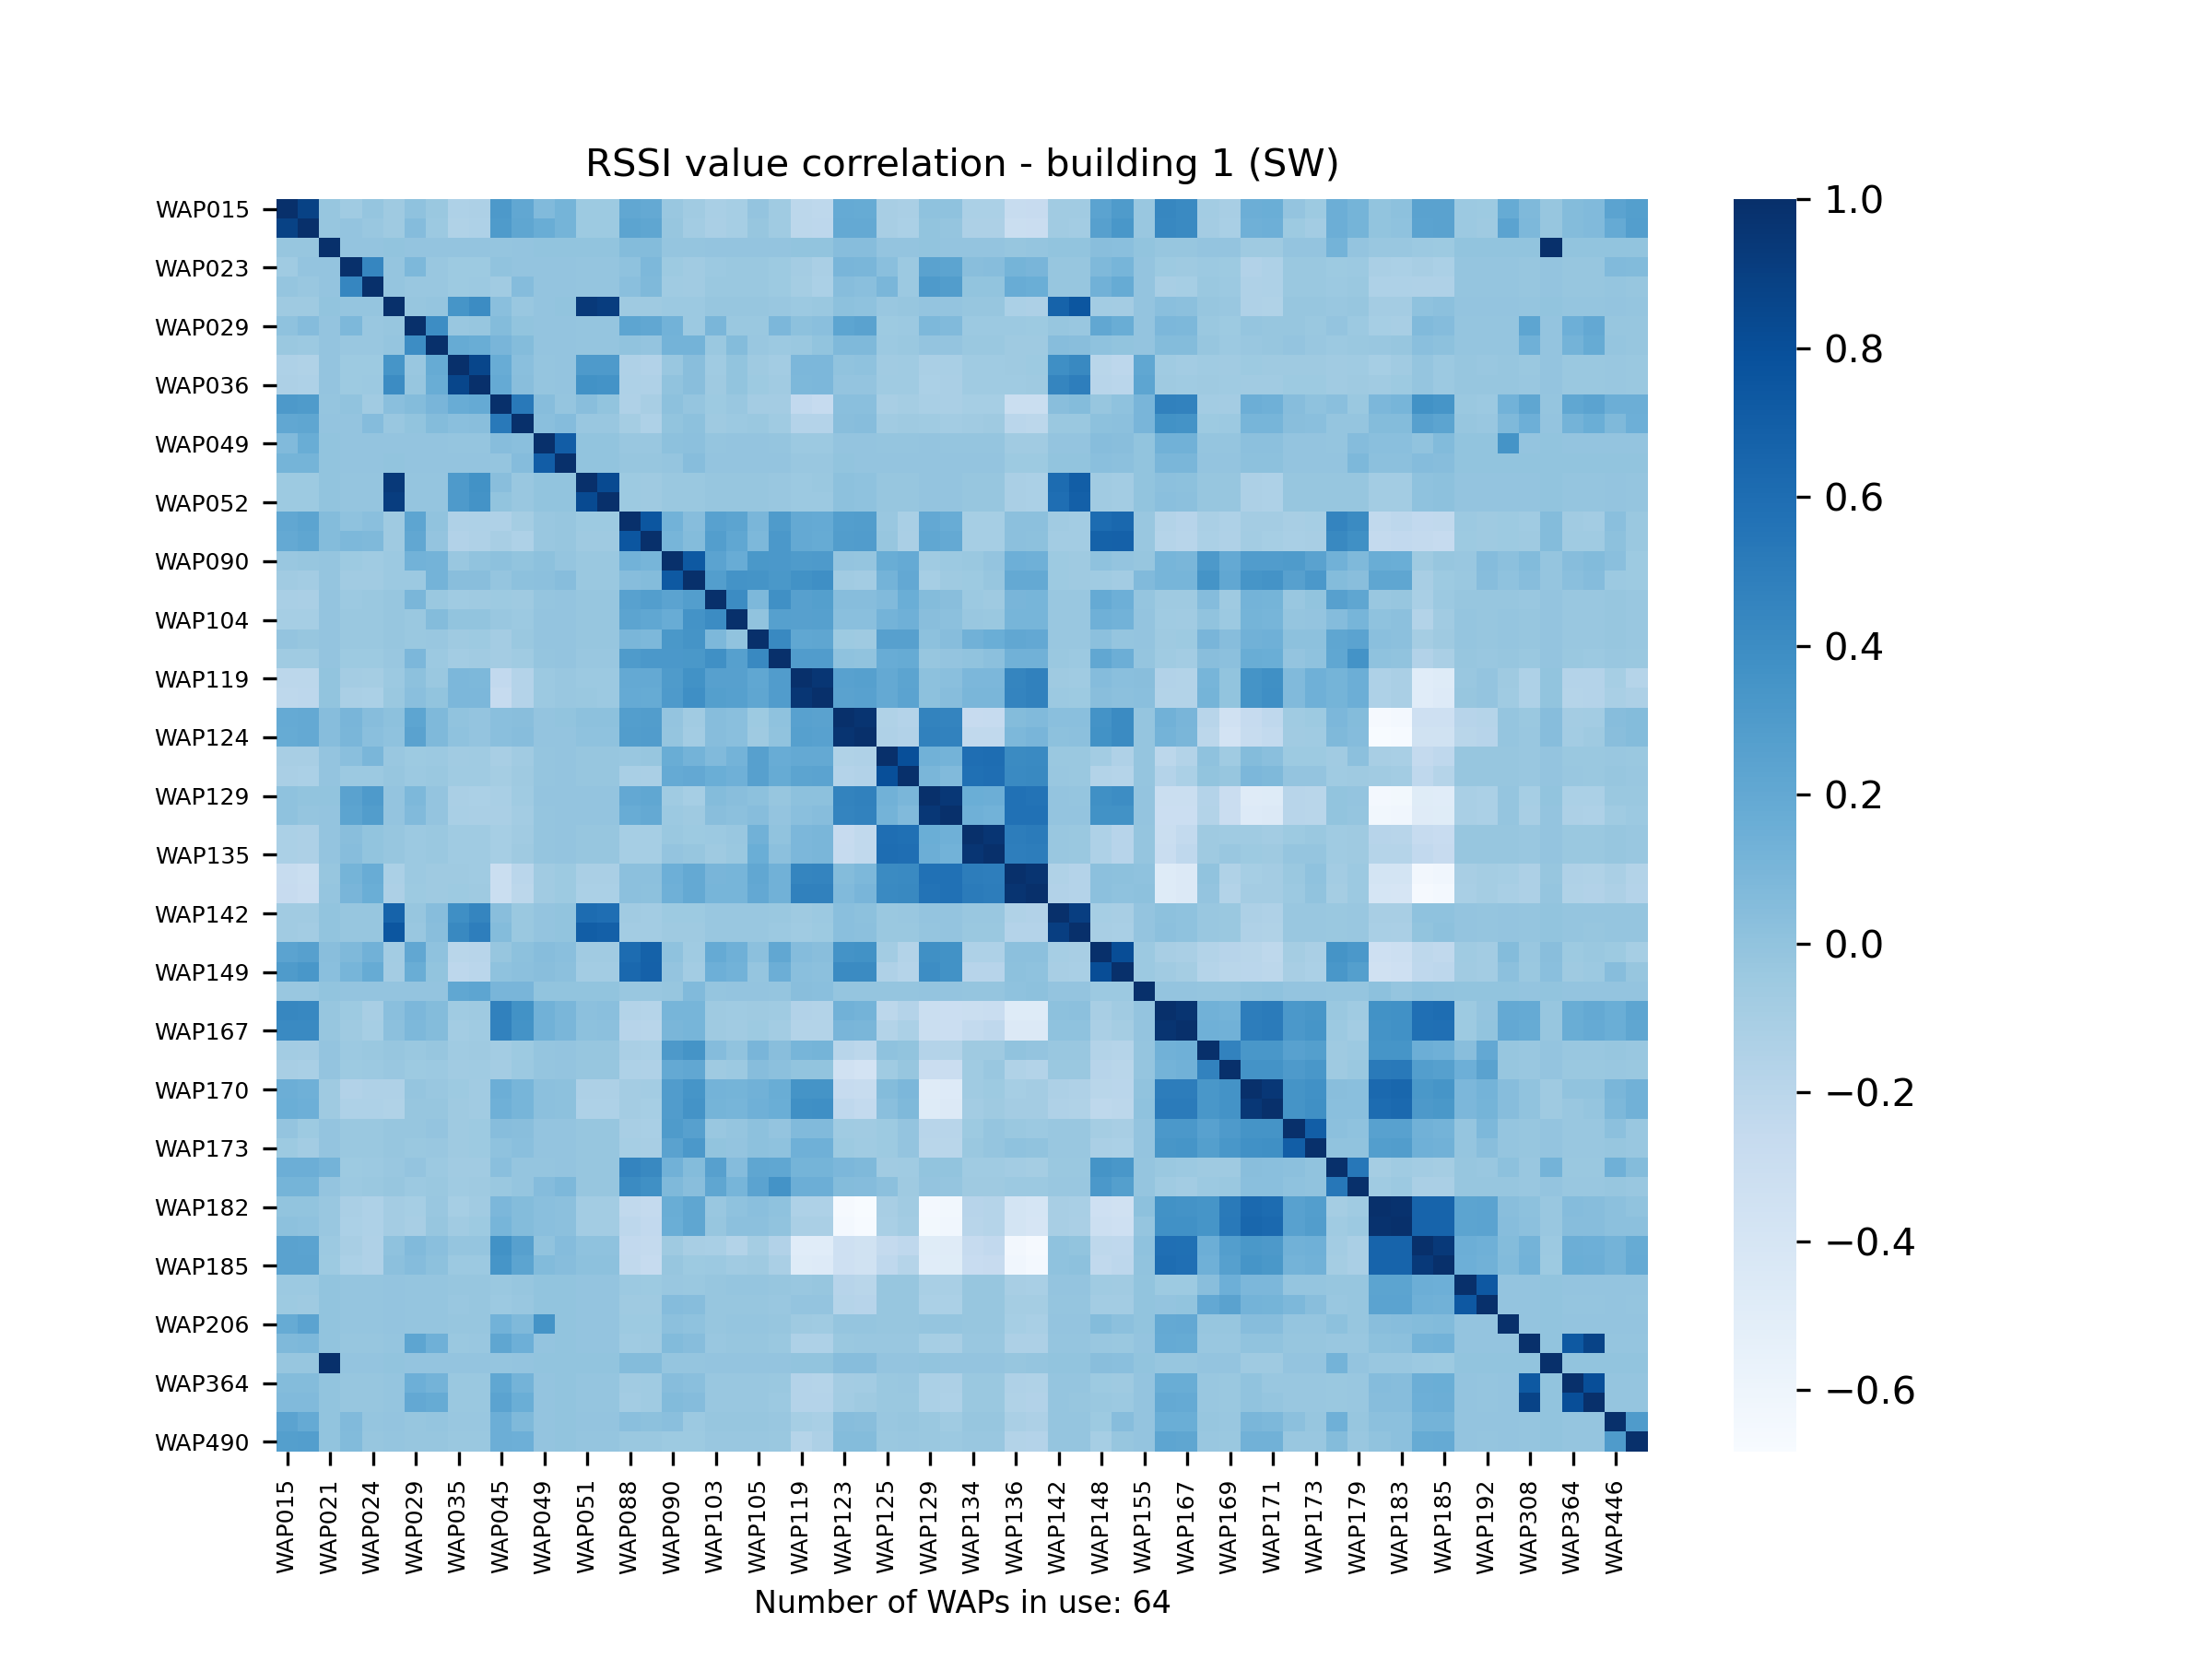 RSSI value correlation - building 1 (SW)
WAP015
WAP023
WAP029
WAP036
WAP049
WAP052
WAP090
WAP104
WAP119
WAP124
WAP129
WAP135
WAP142
WAP149
WAP167
WAP170
WAP173
WAP182
WAP185
WAP206
WAP364
WAP490
WAP015
WAP021
WAP024
WAP029
WAP035
WAP045
WAP049
WAP051
WAP088
WAP090
WAP103
WAP105
WAP119
WAP123
WAP125
WAP129
WAP134
WAP136
WAP142
WAP148
WAP155
WAP167
WAP169
WAP171
WAP173
WAP179
WAP183
WAP185
WAP192
WAP308
WAP364
WAP446
Number of WAPs in use: 64
1.0
0.8
0.6
0.4
0.2
0.0
−0.2
−0.4
−0.6